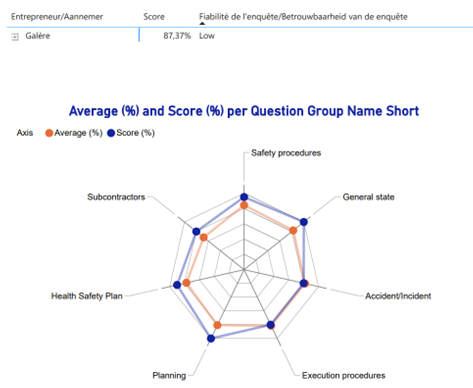 Entrepreneur/Aannemer Score Fiabilité de l'enquête/Betrouwbaarheid van de enquête
Galère 87,37% Low
Average (%) and Score (%) per Question Group Name Short
Axis Average (%) Score (%)
Safety procedures
Subcontractors General state
Health Safety Plan Accident/Incident
Planning Execution procedures